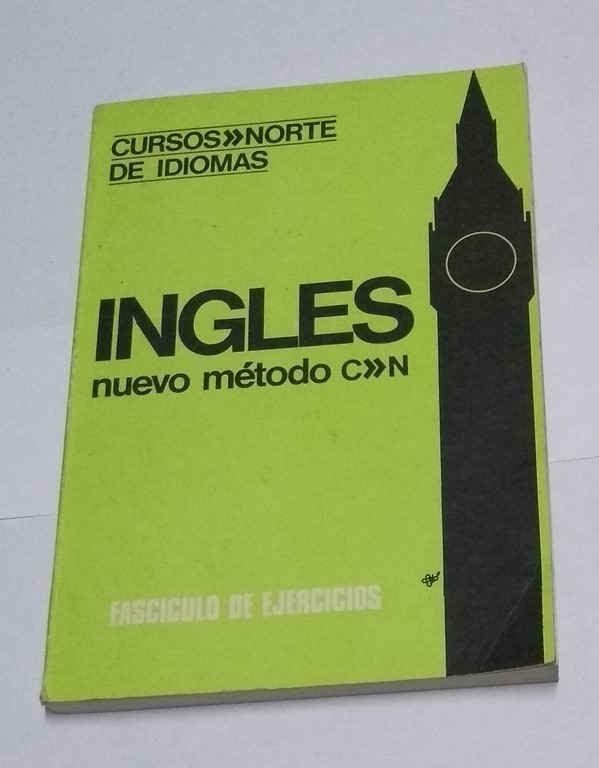 CURSOS»NORTE
DE IDIOMAS
INGLES
nuevo método C»N
FASCICULO DE EJERCICIOS